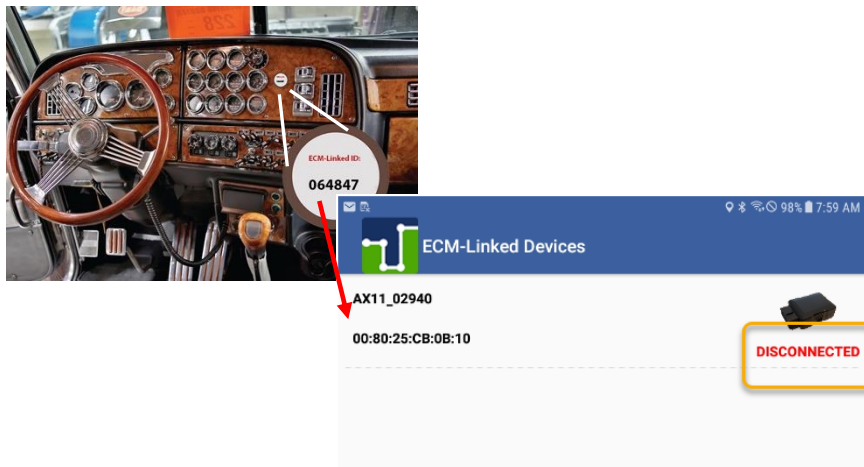 228
ECM-Linked ID:
064847
98% 7:59 AM
ECM-Linked Devices
AX11_02940
00:80:25:CB:0B:10
DISCONNECTED